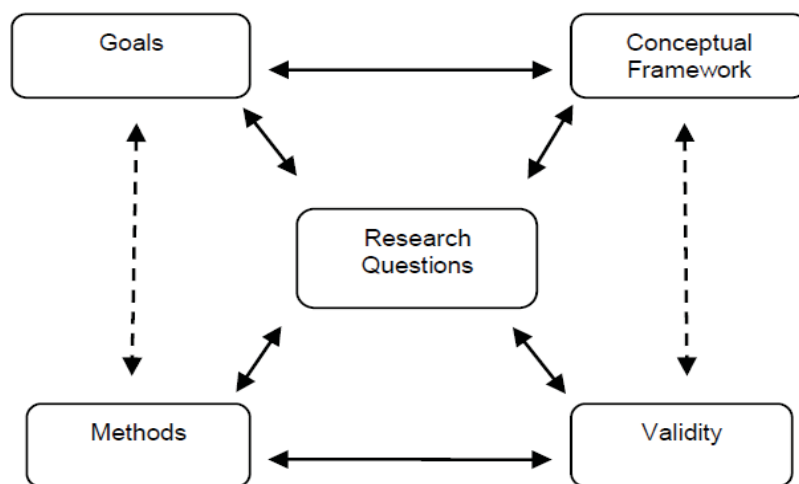 Goals
Conceptual
Framework
Research
Questions
Methods
Validity